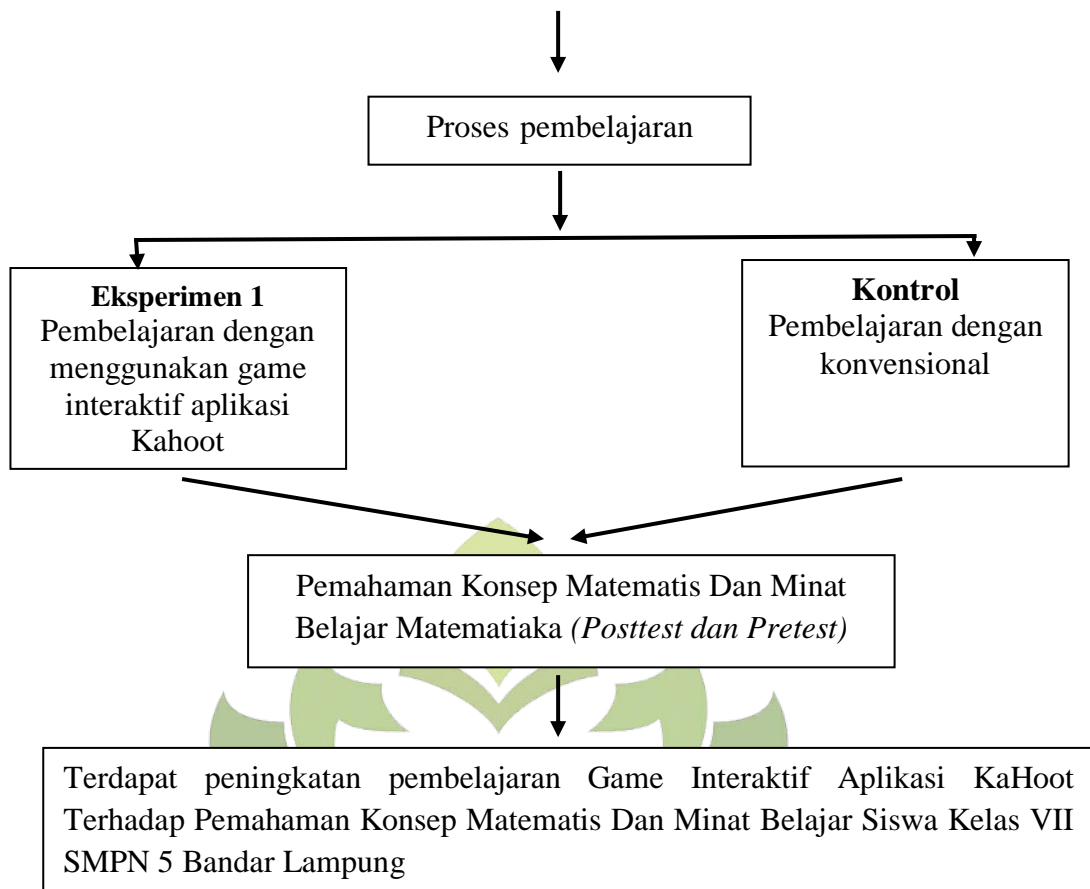 Proses pembelajaran
Eksperimen 1
Pembelajaran dengan
menggunakan game
interaktif aplikasi
Kahoot
Kontrol
Pembelajaran dengan
konvensional
Pemahaman Konsep Matematis Dan Minat
Belajar Matematiaka (Posttest dan Pretest)
Terdapat peningkatan pembelajaran Game Interaktif Aplikasi KaHoot
Terhadap Pemahaman Konsep Matematis Dan Minat Belajar Siswa Kelas VII
SMPN 5 Bandar Lampung